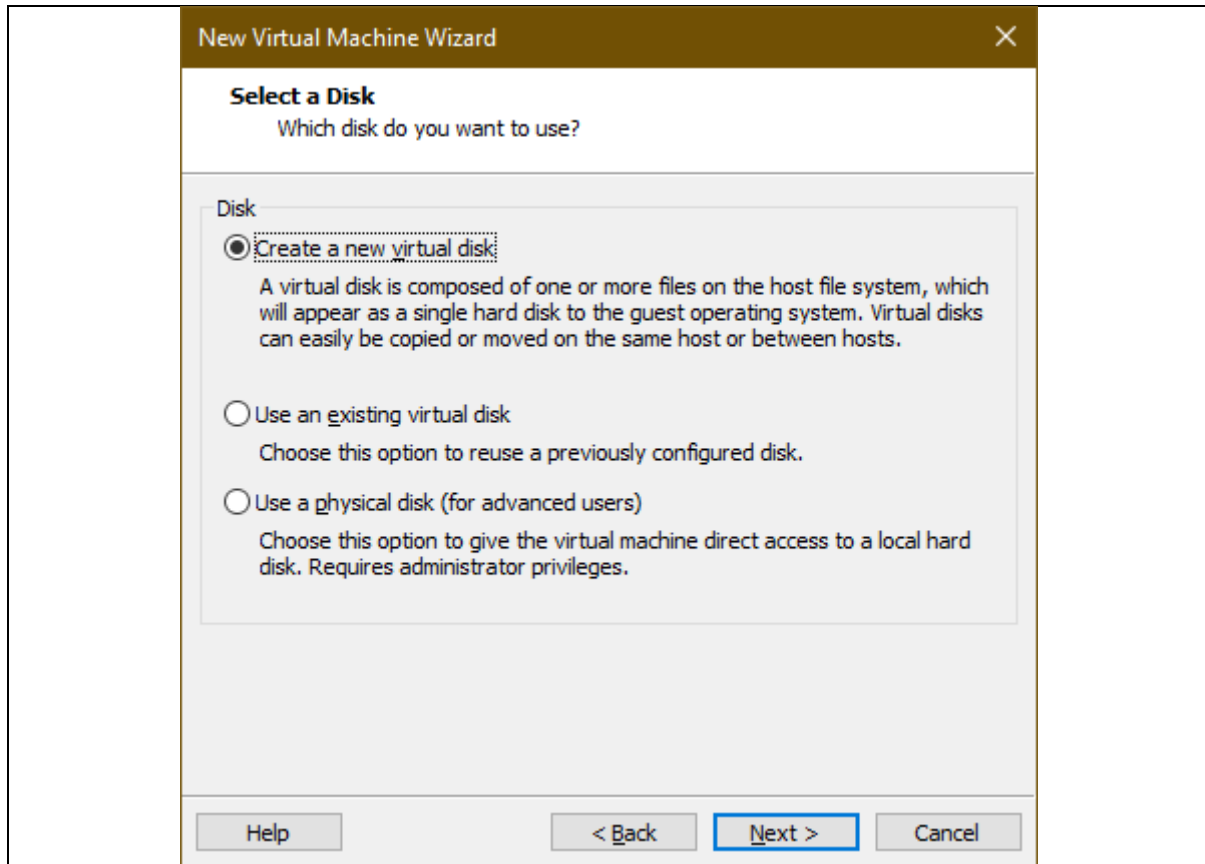 New Virtual Machine Wizard
Select a Disk
Which disk do you want to use?
Disk
Create a new virtual disk
A virtual disk is composed of one or more files on the host file system, which
will appear as a single hard disk to the guest operating system. Virtual disks
can easily be copied or moved on the same host or between hosts.
Use an existing virtual disk
Choose this option to reuse a previously configured disk.
Use a physical disk (for advanced users)
Choose this option to give the virtual machine direct access to a local hard
disk. Requires administrator privileges.
Help < Back Next > Cancel